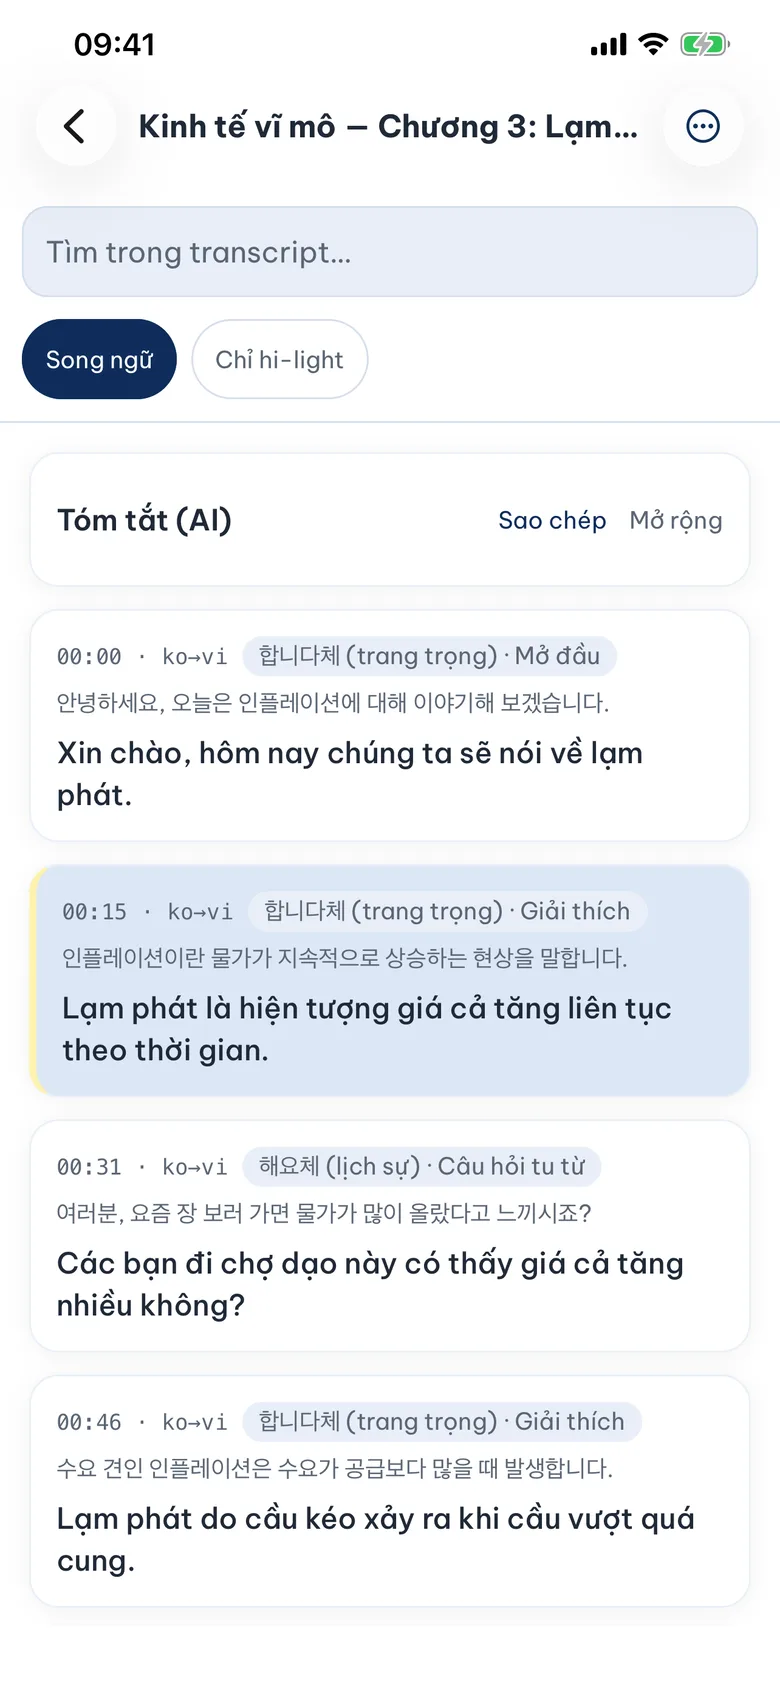 09:41
Kinh tế vĩ mô — Chương 3: Lạm...
Tìm trong transcript...
Song ngữ
Chỉ hi-light
Tóm tắt (AI)
Sao chép
Mở rộng
00:00 · ko→vi 합니다체 (trang trọng) · Mở đầu
안녕하세요, 오늘은 인플레이션에 대해 이야기해 보겠습니다.
Xin chào, hôm nay chúng ta sẽ nói về lạm
phát.
00:15 · ko→vi 합니다체 (trang trọng) · Giải thích
인플레이션이란 물가가 지속적으로 상승하는 현상을 말합니다.
Lạm phát là hiện tượng giá cả tăng liên tục
theo thời gian.
00:31 · ko→vi 해요체 (lịch sự) · Câu hỏi tu từ
여러분, 요즘 장 보러 가면 물가가 많이 올랐다고 느끼시죠?
Các bạn đi chợ dạo này có thấy giá cả tăng
nhiều không?
00:46 · ko→vi 합니다체 (trang trọng) · Giải thích
수요 견인 인플레이션은 수요가 공급보다 많을 때 발생합니다.
Lạm phát do cầu kéo xảy ra khi cầu vượt quá
cung.